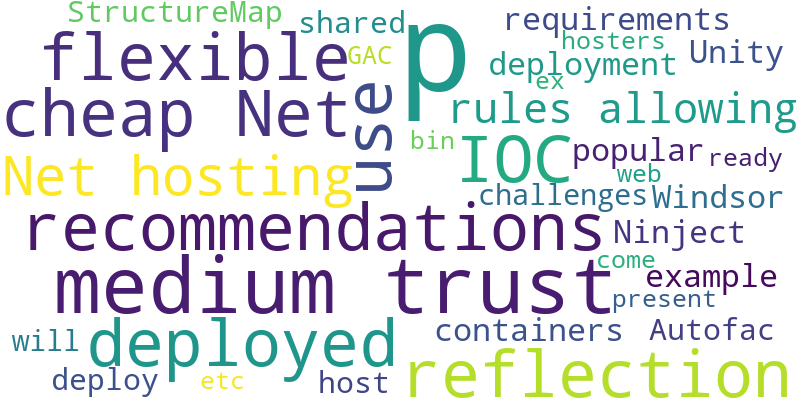 StructureMap
shared
p
requirements
flexible
GAC
hosters
Unity
deployment
ex
cheap Net
use
rules allowing
bin
IOC
popular
ready
Net hosting
web
challenges
Windsor
recommendations
Ninject
come
medium trust
example
present
will
deployed
containers
Autofac
deploy
etc
host
reflection